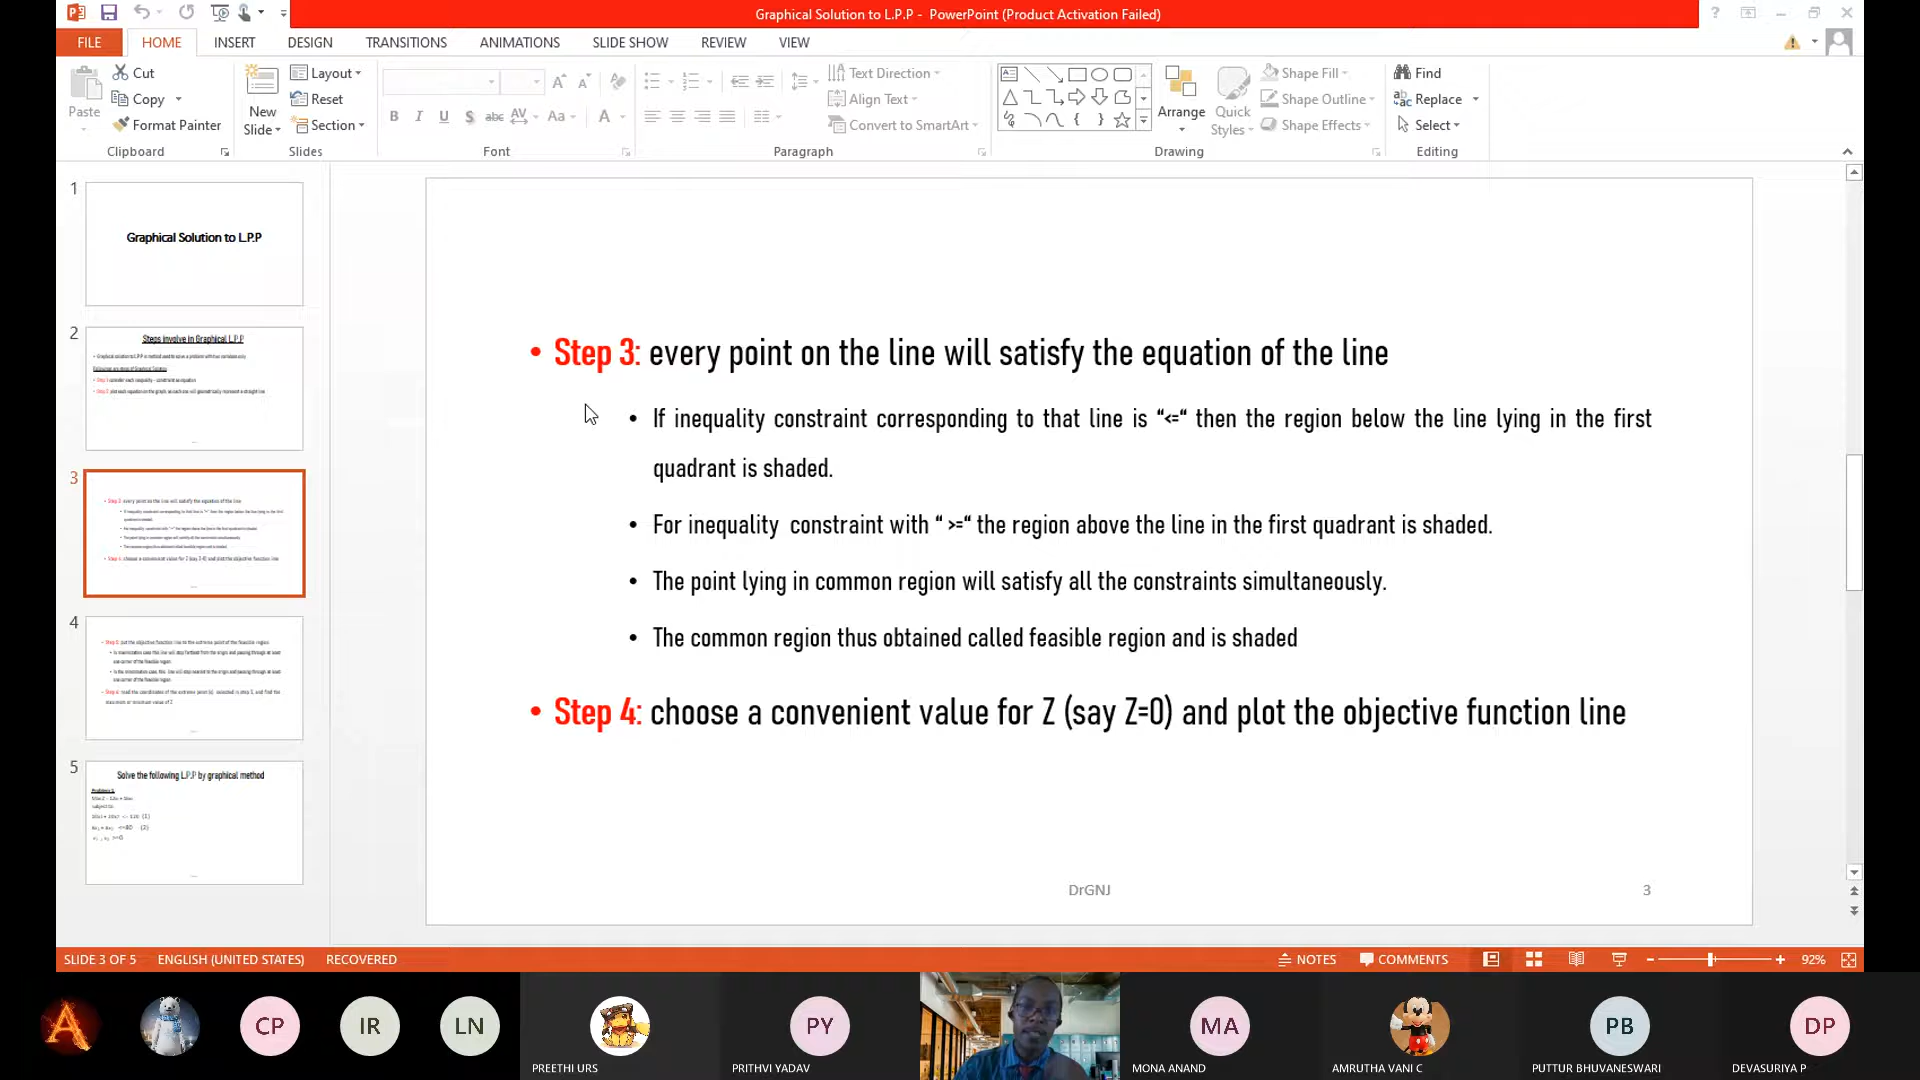 Graphical Solution to L.P.P - PowerPoint (Product Activation Failed)
FILE HOME INSERT DESIGN TRANSITIONS ANIMATIONS SLIDE SHOW REVIEW VIEW
Paste
Cut
Copy
Format Painter
Clipboard
New
Slide
Layout
Reset
Section
Slides
Font
Text Direction
Align Text
Convert to SmartArt
Paragraph
Arrange
Quick
Styles
Shape Fill
Shape Outline
Shape Effects
Drawing
Find
Replace
Select
Editing
1
Graphical Solution to L.P.P
2
Steps involve in Graphical L.P.P
3
4
5
Solve the following L.P.P by graphical method
• Step 3: every point on the line will satisfy the equation of the line
• If inequality constraint corresponding to that line is “<=“ then the region below the line lying in the first
quadrant is shaded.
• For inequality constraint with “ >=“ the region above the line in the first quadrant is shaded.
• The point lying in common region will satisfy all the constraints simultaneously.
• The common region thus obtained called feasible region and is shaded
• Step 4: choose a convenient value for Z (say Z=0) and plot the objective function line
DrGNJ
3
SLIDE 3 OF 5 ENGLISH (UNITED STATES) RECOVERED NOTES COMMENTS 92%
A CP IR LN PY MA PB DP
PREETHI URS PRITHVI YADAV MONA ANAND AMRUTHA VANI C PUTTUR BHUVANESWARI DEVASURIYA P